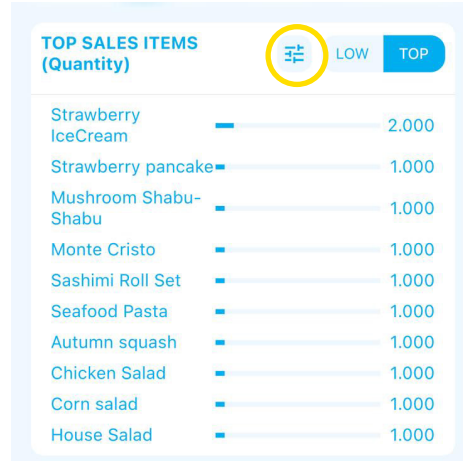 TOP SALES ITEMS
(Quantity)
LOW TOP
Strawberry
IceCream
2.000
Strawberry pancake 1.000
Mushroom Shabu-
Shabu
1.000
Monte Cristo 1.000
Sashimi Roll Set 1.000
Seafood Pasta 1.000
Autumn squash 1.000
Chicken Salad 1.000
Corn salad 1.000
House Salad 1.000